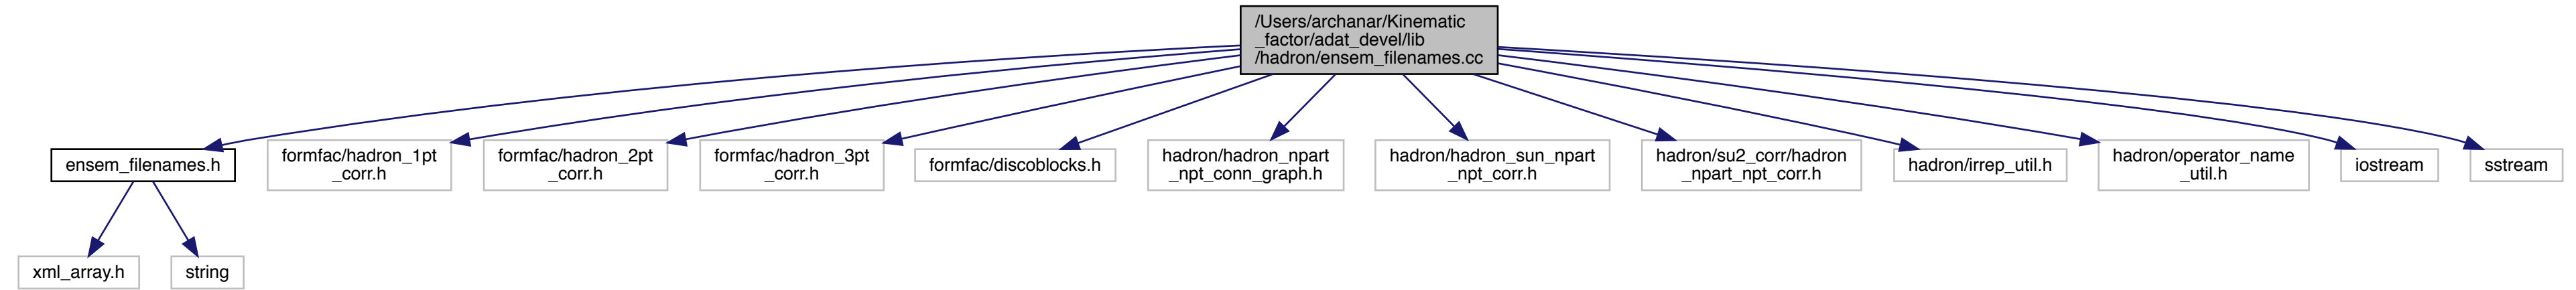 /Users/archanar/Kinematic
_factor/adat_devel/lib
/hadron/ensem_filenames.cc
ensem_filenames.h
formfac/hadron_1pt
_corr.h
formfac/hadron_2pt
_corr.h
formfac/hadron_3pt
_corr.h
formfac/discoblocks.h
hadron/hadron_npart
_npt_conn_graph.h
hadron/hadron_sun_npart
_npt_corr.h
hadron/su2_corr/hadron
_npart_npt_corr.h
hadron/irrep_util.h
hadron/operator_name
_util.h
iostream
sstream
xml_array.h
string